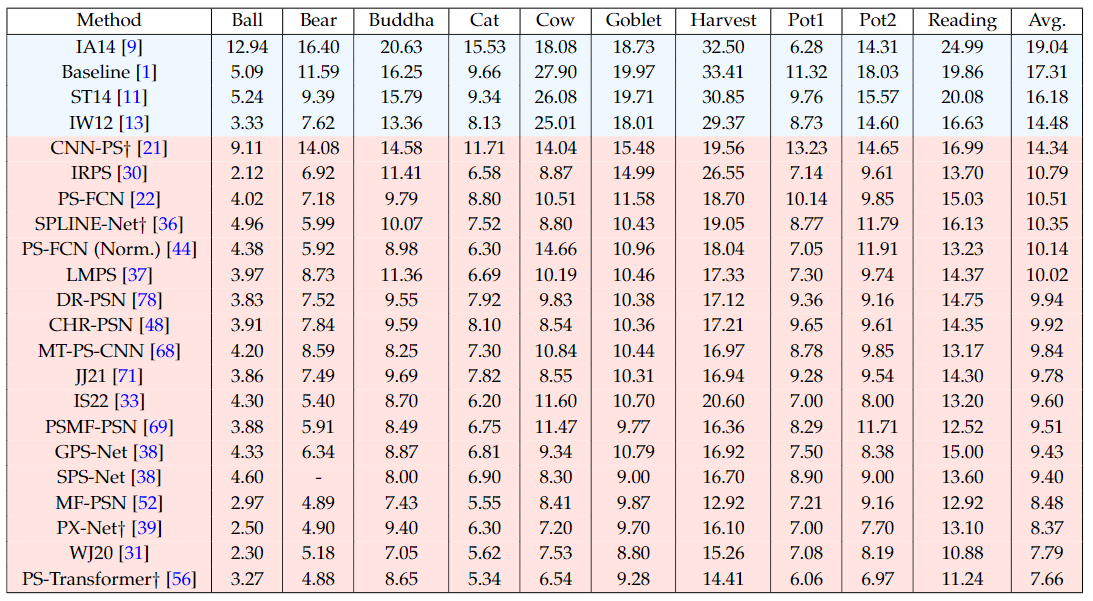 Method Ball Bear Buddha Cat Cow Goblet Harvest Pot1 Pot2 Reading Avg.
IA14 [9] 12.94 16.40 20.63 15.53 18.08 18.73 32.50 6.28 14.31 24.99 19.04
Baseline [1] 5.09 11.59 16.25 9.66 27.90 19.97 33.41 11.32 18.03 19.86 17.31
ST14 [11] 5.24 9.39 15.79 9.34 26.08 19.71 30.85 9.76 15.57 20.08 16.18
IW12 [13] 3.33 7.62 13.36 8.13 25.01 18.01 29.37 8.73 14.60 16.63 14.48
CNN-PS† [21] 9.11 14.08 14.58 11.71 14.04 15.48 19.56 13.23 14.65 16.99 14.34
IRPS [30] 2.12 6.92 11.41 6.58 8.87 14.99 26.55 7.14 9.61 13.70 10.79
PS-FCN [22] 4.02 7.18 9.79 8.80 10.51 11.58 18.70 10.14 9.85 15.03 10.51
SPLINE-Net† [36] 4.96 5.99 10.07 7.52 8.80 10.43 19.05 8.77 11.79 16.13 10.35
PS-FCN (Norm.) [44] 4.38 5.92 8.98 6.30 14.66 10.96 18.04 7.05 11.91 13.23 10.14
LMPS [37] 3.97 8.73 11.36 6.69 10.19 10.46 17.33 7.30 9.74 14.37 10.02
DR-PSN [78] 3.83 7.52 9.55 7.92 9.83 10.38 17.12 9.36 9.16 14.75 9.94
CHR-PSN [48] 3.91 7.84 9.59 8.10 8.54 10.36 17.21 9.65 9.61 14.35 9.92
MT-PS-CNN [68] 4.20 8.59 8.25 7.30 10.84 10.44 16.97 8.78 9.85 13.17 9.84
JJ21 [71] 3.86 7.49 9.69 7.82 8.55 10.31 16.94 9.28 9.54 14.30 9.78
IS22 [33] 4.30 5.40 8.70 6.20 11.60 10.70 20.60 7.00 8.00 13.20 9.60
PSMF-PSN [69] 3.88 5.91 8.49 6.75 11.47 9.77 16.36 8.29 11.71 12.52 9.51
GPS-Net [38] 4.33 6.34 8.87 6.81 9.34 10.79 16.92 7.50 8.38 15.00 9.43
SPS-Net [38] 4.60 - 8.00 6.90 8.30 9.00 16.70 8.90 9.00 13.60 9.40
MF-PSN [52] 2.97 4.89 7.43 5.55 8.41 9.87 12.92 7.21 9.16 12.92 8.48
PX-Net† [39] 2.50 4.90 9.40 6.30 7.20 9.70 16.10 7.00 7.70 13.10 8.37
WJ20 [31] 2.30 5.18 7.05 5.62 7.53 8.80 15.26 7.08 8.19 10.88 7.79
PS-Transformer† [56] 3.27 4.88 8.65 5.34 6.54 9.28 14.41 6.06 6.97 11.24 7.66